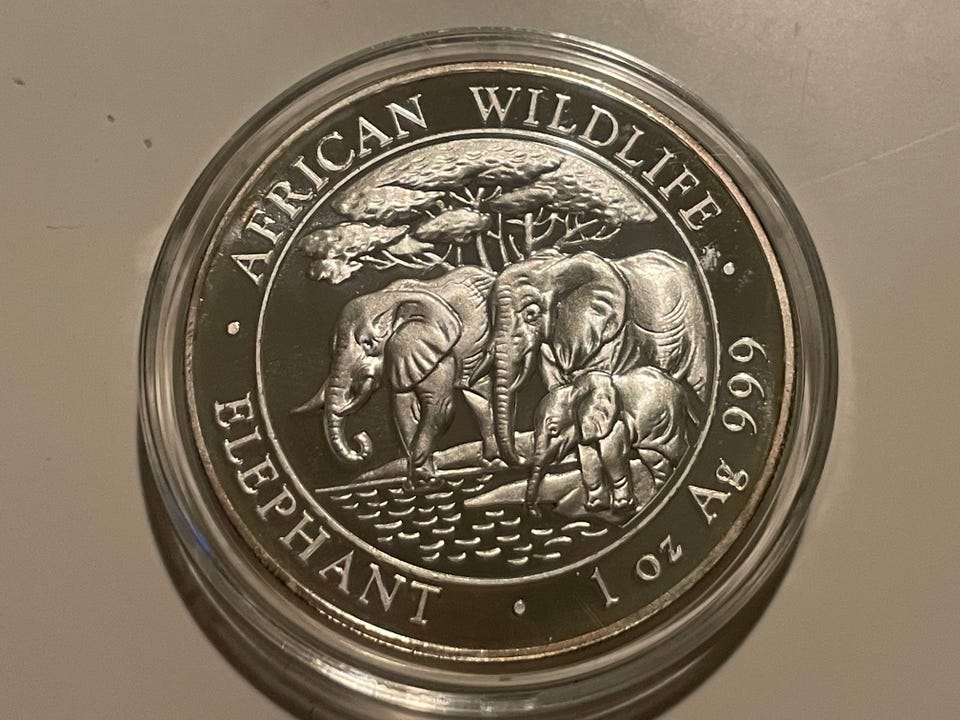 AFRICAN WILDLIFE
ELEPHANT
1 oz Ag 999